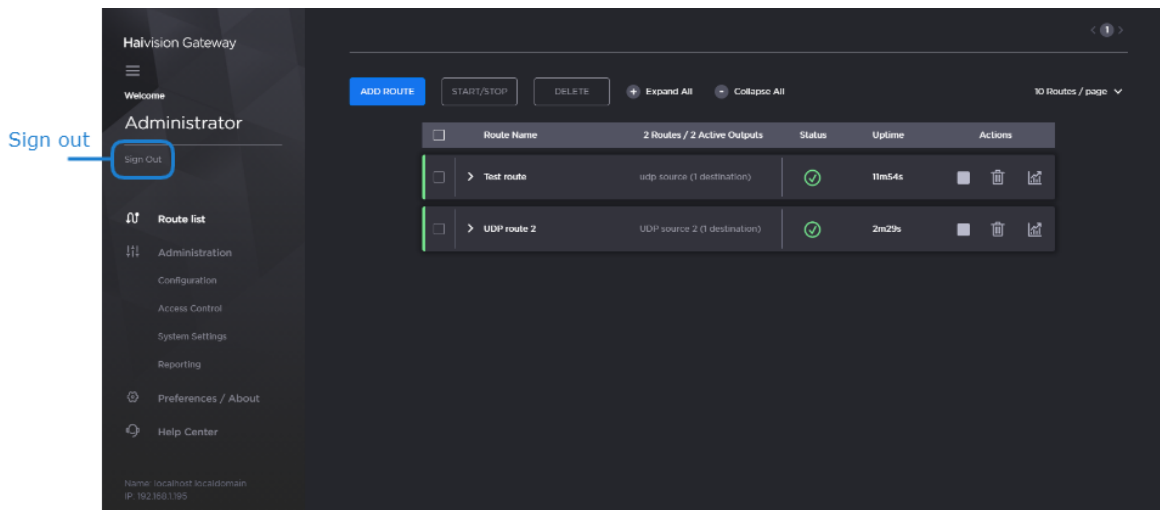 Sign out
Haivision Gateway
Welcome
Administrator
Sign Out
Route list
Administration
Configuration
Access Control
System Settings
Reporting
Preferences / About
Help Center
Name: localhost.localdomain
IP: 192.168.1.195
< 1 >
ADD ROUTE START/STOP DELETE + Expand All - Collapse All 10 Routes / page
Route Name 2 Routes / 2 Active Outputs Status Uptime Actions
Test route udp source (1 destination) 11m54s
UDP route 2 UDP source 2 (1 destination) 2m29s